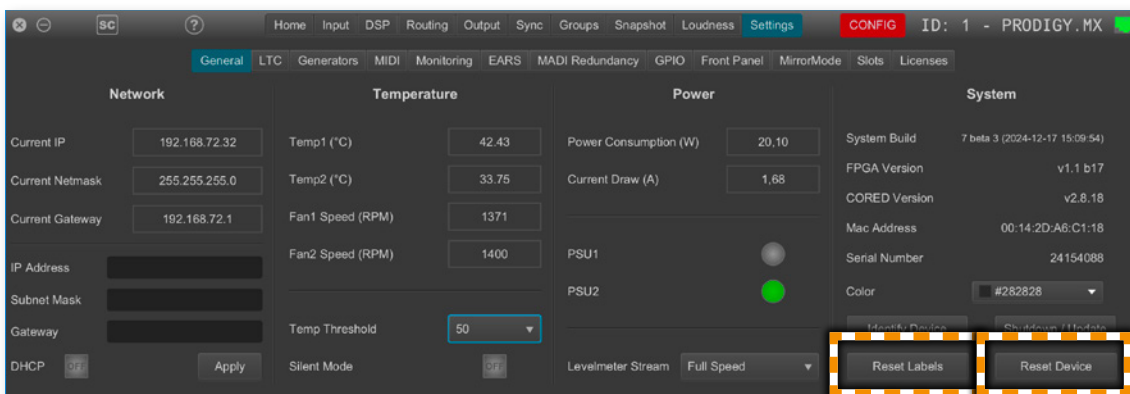 SC ? Home Input DSP Routing Output Sync Groups Snapshot Loudness Settings CONFIG ID: 1 - PRODIGY.MX
General LTC Generators MIDI Monitoring EARS MADI Redundancy GPIO Front Panel MirrorMode Slots Licenses
Network
Current IP 192.168.72.32
Current Netmask 255.255.255.0
Current Gateway 192.168.72.1
IP Address
Subnet Mask
Gateway
DHCP OFF Apply
Temperature
Temp1 (°C) 42.43
Temp2 (°C) 33.75
Fan1 Speed (RPM) 1371
Fan2 Speed (RPM) 1400
Temp Threshold 50
Silent Mode OFF
Power
Power Consumption (W) 20,10
Current Draw (A) 1,68
PSU1
PSU2
Levelmeter Stream Full Speed
System
System Build 7 beta 3 (2024-12-17 15:09:54)
FPGA Version v1.1 b17
CORED Version v2.8.18
Mac Address 00:14:2D:A6:C1:18
Serial Number 24154088
Color #282828
Identify Device Shutdown / Update
Reset Labels Reset Device